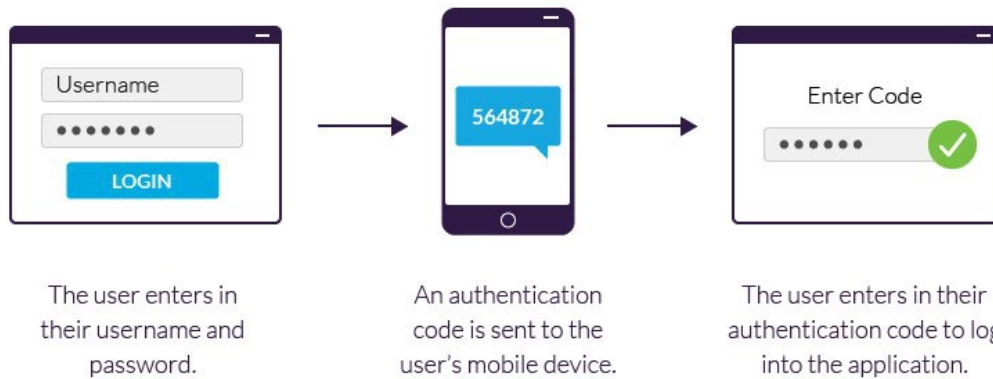 Username
LOGIN
564872
Enter Code
The user enters in
their username and
password.
An authentication
code is sent to the
user's mobile device.
The user enters in their
authentication code to log
into the application.